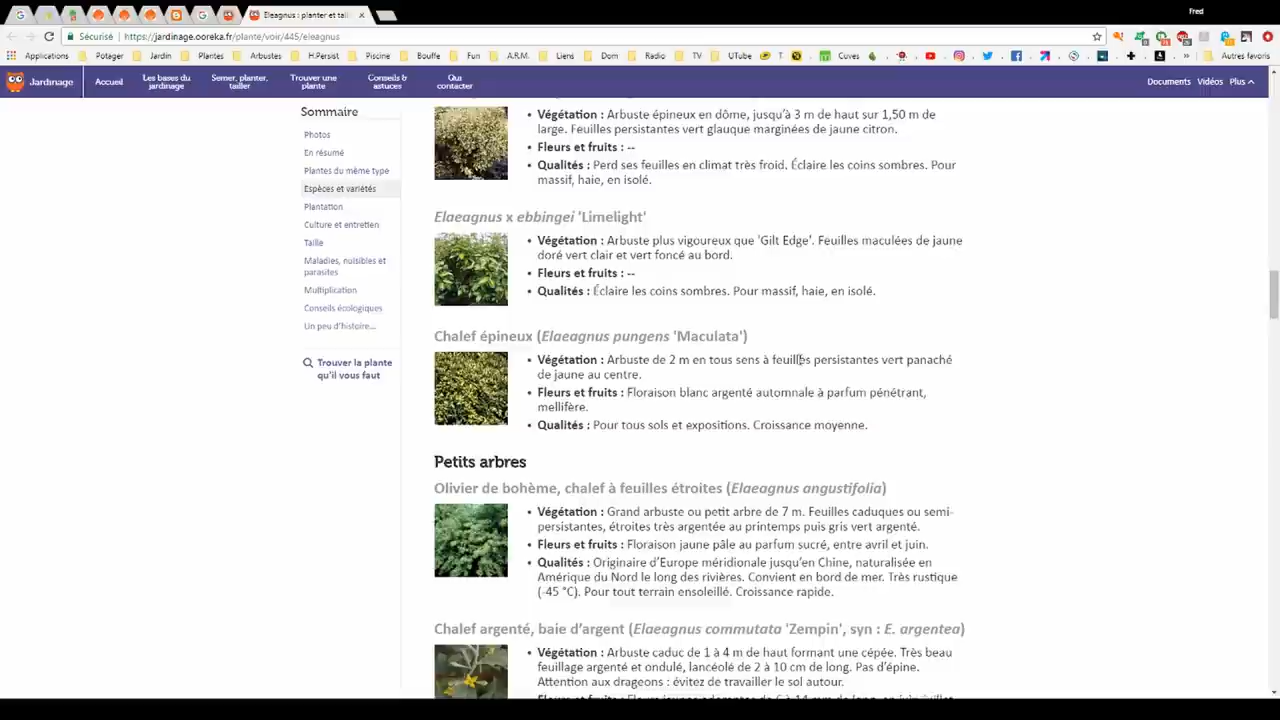 Fred
Eleagnus : planter et taill
Sécurisé
https://jardinage.ooreka.fr/plante/voir/445/eleagnus
Applications Potager Jardin Plantes Arbustes H.Persist Piscine Bouffe Fun A.R.M. Liens Dom Radio TV UTube T Cuves Autres favoris
Jardinage
Accueil
Les bases du
jardinage
Semer, planter,
tailler
Trouver une
plante
Conseils &
astuces
Qui
contacter
Documents Vidéos Plus
Sommaire
Photos
En résumé
Plantes du même type
Espèces et variétés
Plantation
Culture et entretien
Taille
Maladies, nuisibles et
parasites
Multiplication
Conseils écologiques
Un peu d'histoire…
Trouver la plante
qu'il vous faut
• Végétation : Arbuste épineux en dôme, jusqu'à 3 m de haut sur 1,50 m de
large. Feuilles persistantes vert glauque marginées de jaune citron.
• Fleurs et fruits : --
• Qualités : Perd ses feuilles en climat très froid. Éclaire les coins sombres. Pour
massif, haie, en isolé.
Elaeagnus x ebbingei 'Limelight'
• Végétation : Arbuste plus vigoureux que 'Gilt Edge'. Feuilles maculées de jaune
doré vert clair et vert foncé au bord.
• Fleurs et fruits : --
• Qualités : Éclaire les coins sombres. Pour massif, haie, en isolé.
Chalef épineux (Elaeagnus pungens 'Maculata')
• Végétation : Arbuste de 2 m en tous sens à feuilles persistantes vert panaché
de jaune au centre.
• Fleurs et fruits : Floraison blanc argenté automnale à parfum pénétrant,
mellifère.
• Qualités : Pour tous sols et expositions. Croissance moyenne.
Petits arbres
Olivier de bohème, chalef à feuilles étroites (Elaeagnus angustifolia)
• Végétation : Grand arbuste ou petit arbre de 7 m. Feuilles caduques ou semi-
persistantes, étroites très argentée au printemps puis gris vert argenté.
• Fleurs et fruits : Floraison jaune pâle au parfum sucré, entre avril et juin.
• Qualités : Originaire d'Europe méridionale jusqu'en Chine, naturalisée en
Amérique du Nord le long des rivières. Convient en bord de mer. Très rustique
(-45 °C). Pour tout terrain ensoleillé. Croissance rapide.
Chalef argenté, baie d'argent (Elaeagnus commutata 'Zempin', syn : E. argentea)
• Végétation : Arbuste caduc de 1 à 4 m de haut formant une cépée. Très beau
feuillage argenté et ondulé, lancéolé de 2 à 10 cm de long. Pas d'épine.
Attention aux drageons : évitez de travailler le sol autour.